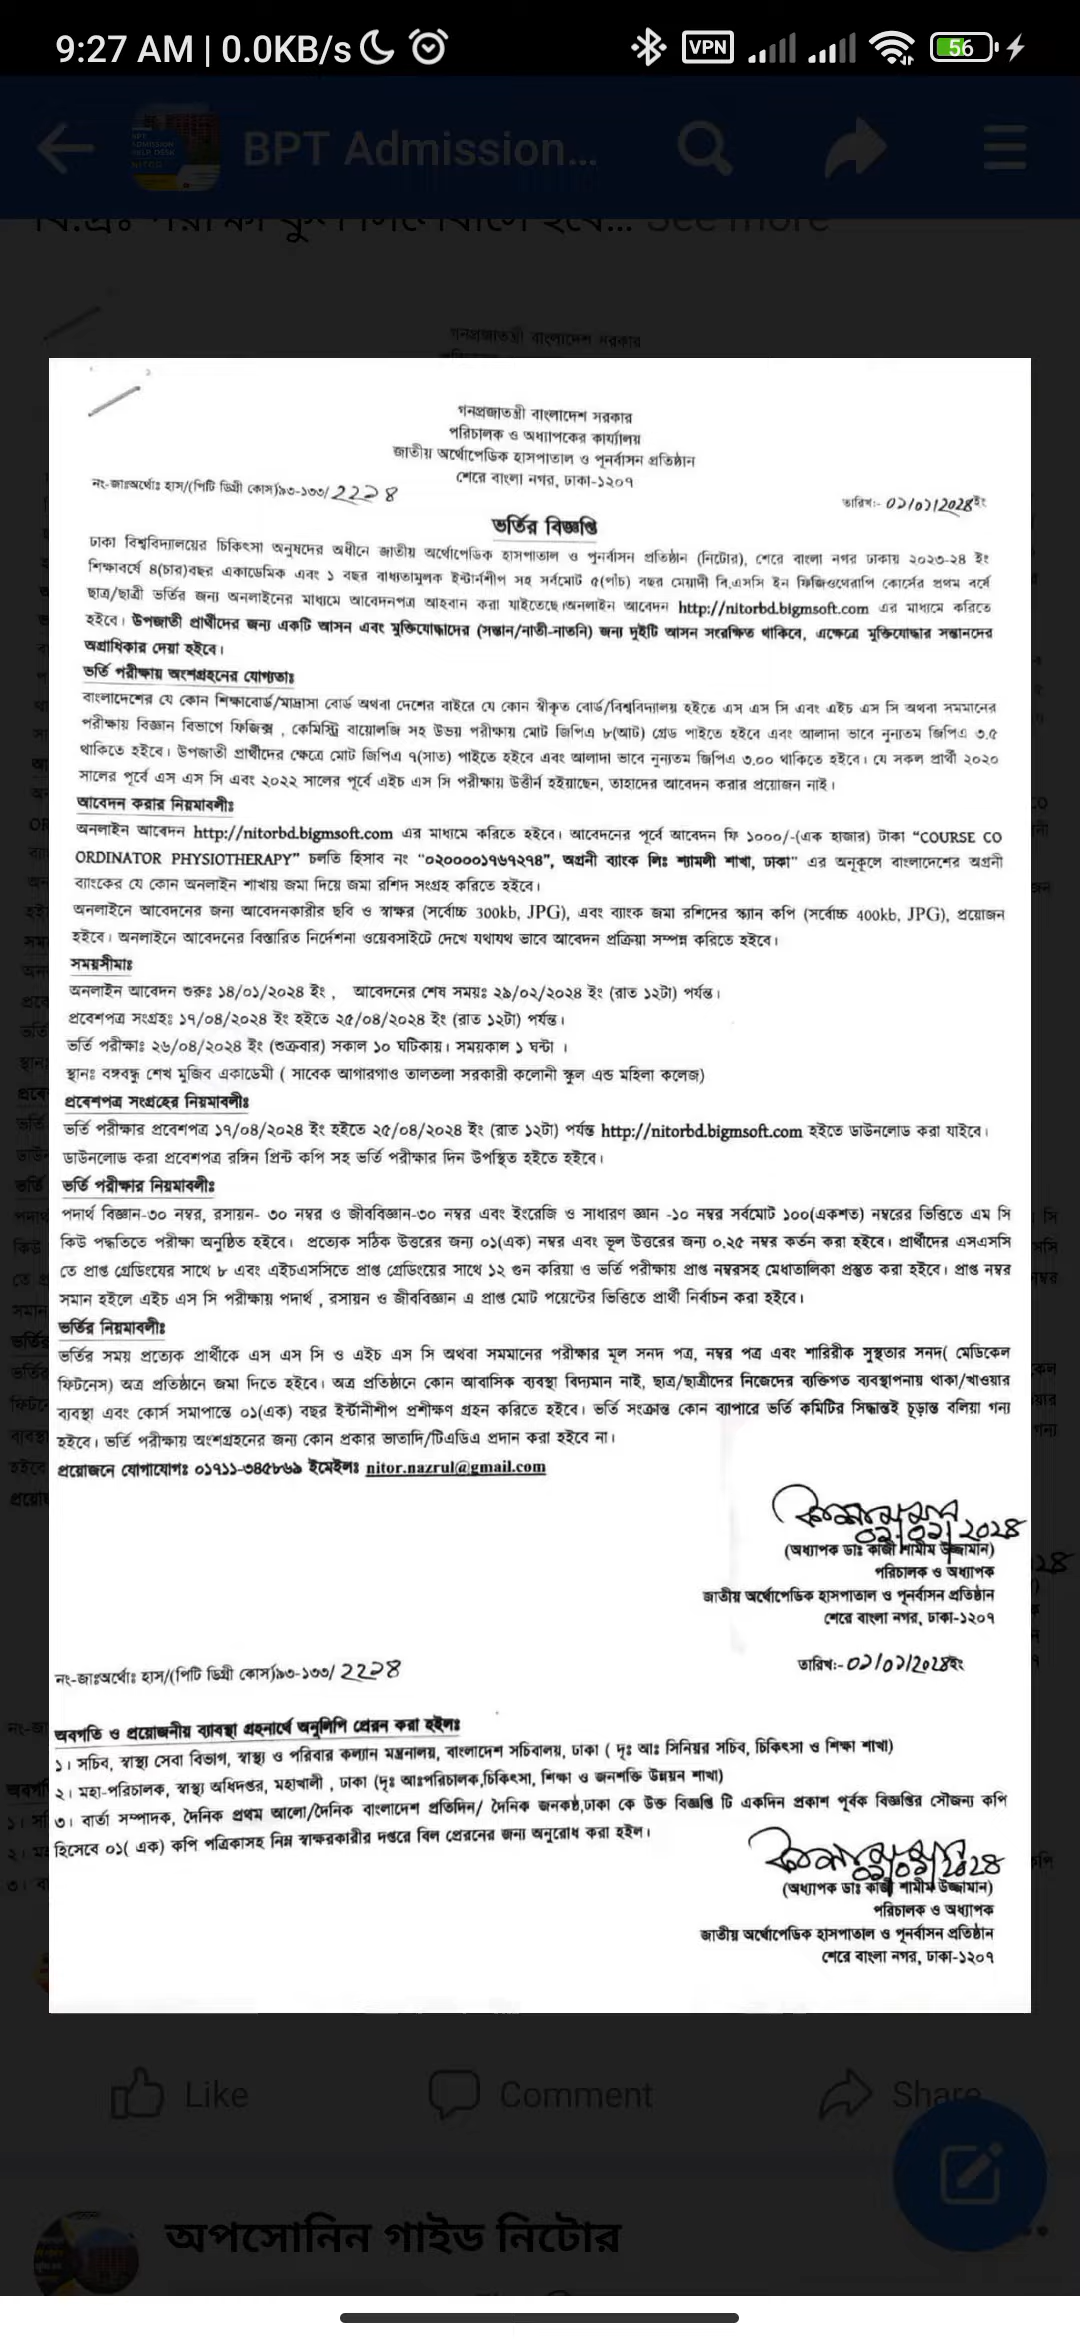 9:27 AM | 0.0KB/s
VPN
56
BPT Admission...
See more
গনপ্রজাতন্ত্রী বাংলাদেশ সরকার
পরিচালক ও অধ্যাপকের কার্য্যালয়
জাতীয় অর্থোপেডিক হাসপাতাল ও পূনর্বাসন প্রতিষ্ঠান
শেরে বাংলা নগর, ঢাকা-১২০৭
নং-জাঃঅর্থোঃ হাস/(পিটি ডিগ্রী কোস)৯৩-১৩৩/
তারিখ:-
ভর্তির বিজ্ঞপ্তি
ঢাকা বিশ্ববিদ্যালয়ের চিকিৎসা অনুষদের অধীনে জাতীয় অর্থোপেডিক হাসপাতাল ও পুনর্বাসন প্রতিষ্ঠান (নিটোর), শেরে বাংলা নগর ঢাকায় ২০২৩-২৪ ইং
শিক্ষাবর্ষে ৪(চার)বছর একাডেমিক এবং ১ বছর বাধ্যতামুলক ইন্টার্নশীপ সহ সর্বমোট ৫(পাঁচ) বছর মেয়াদী বি.এসসি ইন ফিজিওথেরাপি কোর্সের প্রথম বর্ষে
ছাত্র/ছাত্রী ভর্তির জন্য অনলাইনের মাধ্যমে আবেদনপত্র আহবান করা যাইতেছে।অনলাইন আবেদন http://nitorbd.bigmsoft.com এর মাধ্যমে করিতে
হইবে। উপজাতী প্রার্থীদের জন্য একটি আসন এবং মুক্তিযোদ্ধাদের (সন্তান/নাতী-নাতনি) জন্য দুইটি আসন সংরক্ষিত থাকিবে, এক্ষেত্রে মুক্তিযোদ্ধার সন্তানদের
অগ্রাধিকার দেয়া হইবে।
ভর্তি পরীক্ষায় অংশগ্রহনের যোগ্যতাঃ
বাংলাদেশের যে কোন শিক্ষাবোর্ড/মাদ্রাসা বোর্ড অথবা দেশের বাইরে যে কোন স্বীকৃত বোর্ড/বিশ্ববিদ্যালয় হইতে এস এস সি এবং এইচ এস সি অথবা সমমানের
পরীক্ষায় বিজ্ঞান বিভাগে ফিজিক্স , কেমিস্ট্রি বায়োলজি সহ উভয় পরীক্ষায় মোট জিপিএ ৮(আট) গ্রেড পাইতে হইবে এবং আলাদা ভাবে নুন্যতম জিপিএ ৩.৫
থাকিতে হইবে। উপজাতী প্রার্থীদের ক্ষেত্রে মোট জিপিএ ৭(সাত) পাইতে হইবে এবং আলাদা ভাবে নুন্যতম জিপিএ ৩.০০ থাকিতে হইবে। যে সকল প্রার্থী ২০২০
সালের পূর্বে এস এস সি এবং ২০২২ সালের পূর্বে এইচ এস সি পরীক্ষায় উত্তীর্ন হইয়াছেন, তাহাদের আবেদন করার প্রয়োজন নাই।
আবেদন করার নিয়মাবলীঃ
অনলাইন আবেদন http://nitorbd.bigmsoft.com এর মাধ্যমে করিতে হইবে। আবেদনের পূর্বে আবেদন ফি ১০০০/-(এক হাজার) টাকা “COURSE CO
ORDINATOR PHYSIOTHERAPY” চলতি হিসাব নং “০২০০০০১৭৬৭২৭৪”, অগ্রনী ব্যাংক লিঃ শ্যামলী শাখা, ঢাকা” এর অনূকূলে বাংলাদেশের অগ্রনী
ব্যাংকের যে কোন অনলাইন শাখায় জমা দিয়ে জমা রশিদ সংগ্রহ করিতে হইবে।
অনলাইনে আবেদনের জন্য আবেদনকারীর ছবি ও স্বাক্ষর (সর্বোচ্চ 300kb, JPG), এবং ব্যাংক জমা রশিদের স্ক্যান কপি (সর্বোচ্চ 400kb, JPG), প্রয়োজন
হইবে। অনলাইনে আবেদনের বিস্তারিত নির্দেশনা ওয়েবসাইটে দেখে যথাযথ ভাবে আবেদন প্রক্রিয়া সম্পন্ন করিতে হইবে।
সময়সীমাঃ
অনলাইন আবেদন শুরুঃ ১৪/০১/২০২৪ ইং , আবেদনের শেষ সময়ঃ ২৯/০২/২০২৪ ইং (রাত ১২টা) পর্যন্ত।
প্রবেশপত্র সংগ্রহঃ ১৭/০৪/২০২৪ ইং হইতে ২৫/০৪/২০২৪ ইং (রাত ১২টা) পর্যন্ত।
ভর্তি পরীক্ষাঃ ২৬/০৪/২০২৪ ইং (শুক্রবার) সকাল ১০ ঘটিকায়। সময়কাল ১ ঘন্টা ।
স্থানঃ বঙ্গবন্ধু শেখ মুজিব একাডেমী ( সাবেক আগারগাও তালতলা সরকারী কলোনী স্কুল এন্ড মহিলা কলেজ)
প্রবেশপত্র সংগ্রহের নিয়মাবলীঃ
ভর্তি পরীক্ষার প্রবেশপত্র ১৭/০৪/২০২৪ ইং হইতে ২৫/০৪/২০২৪ ইং (রাত ১২টা) পর্যন্ত http://nitorbd.bigmsoft.com হইতে ডাউনলোড করা যাইবে।
ডাউনলোড করা প্রবেশপত্র রঙ্গিন প্রিন্ট কপি সহ ভর্তি পরীক্ষার দিন উপস্থিত হইতে হইবে।
ভর্তি পরীক্ষার নিয়মাবলীঃ
পদার্থ বিজ্ঞান-৩০ নম্বর, রসায়ন- ৩০ নম্বর ও জীববিজ্ঞান-৩০ নম্বর এবং ইংরেজি ও সাধারণ জ্ঞান -১০ নম্বর সর্বমোট ১০০(একশত) নম্বরের ভিত্তিতে এম সি
কিউ পদ্ধতিতে পরীক্ষা অনুষ্ঠিত হইবে। প্রত্যেক সঠিক উত্তরের জন্য ০১(এক) নম্বর এবং ভূল উত্তরের জন্য ০.২৫ নম্বর কর্তন করা হইবে। প্রার্থীদের এসএসসি
তে প্রাপ্ত গ্রেডিংযের সাথে ৮ এবং এইচএসসিতে প্রাপ্ত গ্রেডিংয়ের সাথে ১২ গুন করিয়া ও ভর্তি পরীক্ষায় প্রাপ্ত নম্বরসহ মেধাতালিকা প্রস্তুত করা হইবে। প্রাপ্ত নম্বর
সমান হইলে এইচ এস সি পরীক্ষায় পদার্থ , রসায়ন ও জীববিজ্ঞান এ প্রাপ্ত মোট পয়েন্টের ভিত্তিতে প্রার্থী নির্বাচন করা হইবে।
ভর্তির নিয়মাবলীঃ
ভর্তির সময় প্রত্যেক প্রার্থীকে এস এস সি ও এইচ এস সি অথবা সমমানের পরীক্ষার মূল সনদ পত্র, নম্বর পত্র এবং শারিরীক সুস্থতার সনদ( মেডিকেল
ফিটনেস) অত্র প্রতিষ্ঠানে জমা দিতে হইবে। অত্র প্রতিষ্ঠানে কোন আবাসিক ব্যবস্থা বিদ্যমান নাই, ছাত্র/ছাত্রীদের নিজেদের ব্যক্তিগত ব্যবস্থাপনায় থাকা/খাওয়ার
ব্যবস্থা এবং কোর্স সমাপান্তে ০১(এক) বছর ইন্টার্নীশীপ প্রশীক্ষণ গ্রহন করিতে হইবে। ভর্তি সংক্রান্ত কোন ব্যাপারে ভর্তি কমিটির সিদ্ধান্তই চূড়ান্ত বলিয়া গন্য
হইবে। ভর্তি পরীক্ষায় অংশগ্রহনের জন্য কোন প্রকার ভাতাদি/টিএডিএ প্রদান করা হইবে না।
প্রয়োজনে যোগাযোগঃ ০১৭১১-৩৪৫৮৬৯ ইমেইলঃ nitor.nazrul@gmail.com
(অধ্যাপক ডাঃ কাজী শামীম উজ্জামান)
পরিচালক ও অধ্যাপক
জাতীয় অর্থোপেডিক হাসপাতাল ও পূনর্বাসন প্রতিষ্ঠান
শেরে বাংলা নগর, ঢাকা-১২০৭
নং-জাঃঅর্থোঃ হাস/(পিটি ডিগ্রী কোস)৯৩-১৩৩/
তারিখ:-
অবগতি ও প্রয়োজনীয় ব্যাবস্থা গ্রহনার্থে অনুলিপি প্রেরন করা হইলঃ
১। সচিব, স্বাস্থ্য সেবা বিভাগ, স্বাস্থ্য ও পরিবার কল্যান মন্ত্রনালয়, বাংলাদেশ সচিবালয়, ঢাকা ( দৃঃ আঃ সিনিয়র সচিব, চিকিৎসা ও শিক্ষা শাখা)
২। মহা-পরিচালক, স্বাস্থ্য অধিদপ্তর, মহাখালী , ঢাকা (দৃঃ আঃপরিচালক,চিকিৎসা, শিক্ষা ও জনশক্তি উন্নয়ন শাখা)
৩। বার্তা সম্পাদক, দৈনিক প্রথম আলো/দৈনিক বাংলাদেশ প্রতিদিন/ দৈনিক জনকন্ঠ,ঢাকা কে উক্ত বিজ্ঞপ্তি টি একদিন প্রকাশ পূর্বক বিজ্ঞপ্তির সৌজন্য কপি
হিসেবে ০১( এক) কপি পত্রিকাসহ নিম্ন স্বাক্ষরকারীর দপ্তরে বিল প্রেরনের জন্য অনুরোধ করা হইল।
(অধ্যাপক ডাঃ কাজী শামীম উজ্জামান)
পরিচালক ও অধ্যাপক
জাতীয় অর্থোপেডিক হাসপাতাল ও পূনর্বাসন প্রতিষ্ঠান
শেরে বাংলা নগর, ঢাকা-১২০৭
Like
Comment
Share
অপসোনিন গাইড নিটোর